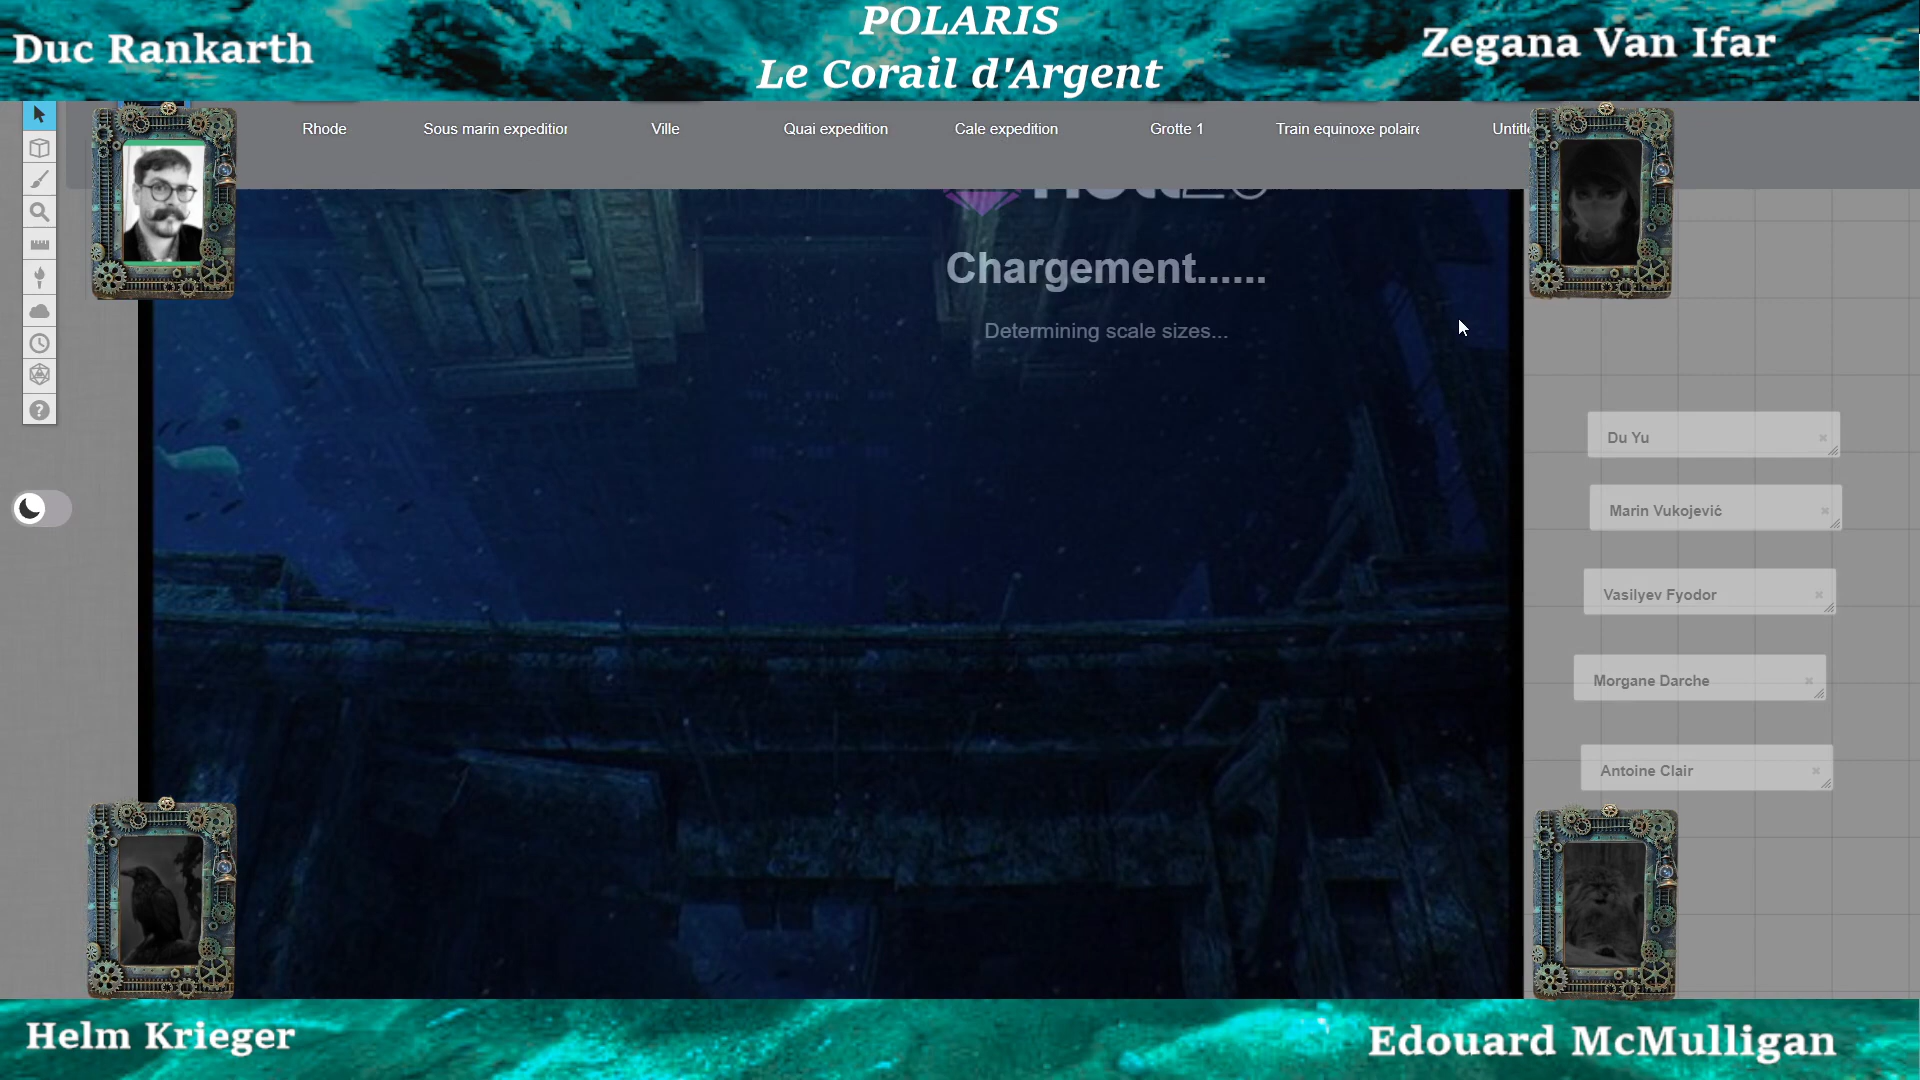 Duc Rankarth
POLARIS
Le Corail d'Argent
Zegana Van Ifar
Rhode
Sous marin expedition
Ville
Quai expedition
Cale expedition
Grotte 1
Train equinoxe polaire
Chargement......
Determining scale sizes...
Du Yu
Marin Vukojević
Vasilyev Fyodor
Morgane Darche
Antoine Clair
Helm Krieger
Edouard McMulligan